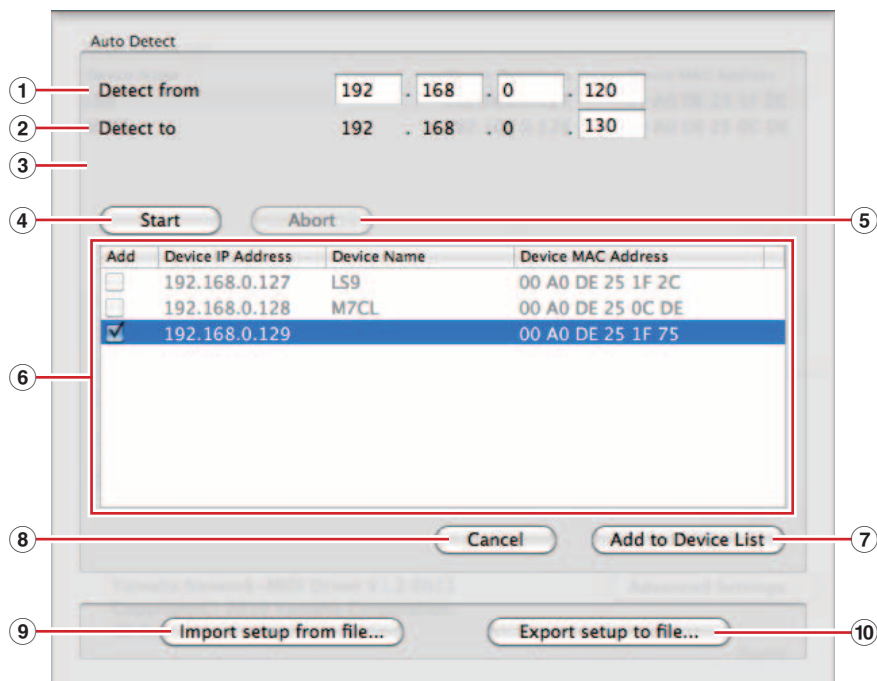 Auto Detect
① Detect from 192 . 168 . 0 . 120
② Detect to 192 . 168 . 0 . 130
③
④ Start Abort ⑤
Add Device IP Address Device Name Device MAC Address
192.168.0.127 LS9 00 A0 DE 25 1F 2C
192.168.0.128 M7CL 00 A0 DE 25 0C DE
192.168.0.129 00 A0 DE 25 1F 75
⑥
⑧ Cancel Add to Device List ⑦
⑨ Import setup from file... Export setup to file... ⑩